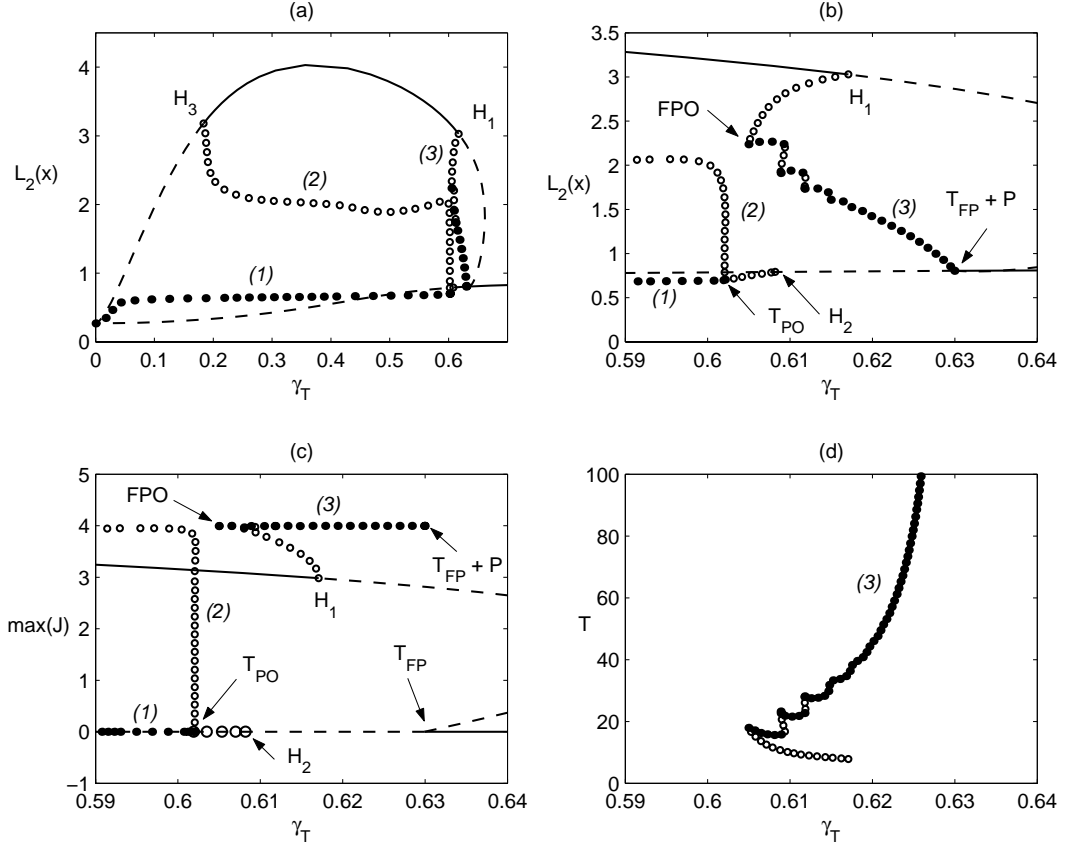 (a)
4
3
2
1
0
L2(x)
H3
H1
(3)
(2)
(1)
0
0.1
0.2
0.3
0.4
0.5
0.6
γT
(b)
3.5
3
2.5
2
1.5
1
0.5
0
L2(x)
FPO
H1
(2)
(3)
TFP + P
(1)
TPO
H2
0.59
0.6
0.61
0.62
0.63
0.64
γT
(c)
5
4
3
2
1
0
−1
max(J)
FPO
(3)
TFP + P
H1
(2)
TPO
TFP
(1)
H2
0.59
0.6
0.61
0.62
0.63
0.64
γT
(d)
100
80
60
40
20
0
T
(3)
0.59
0.6
0.61
0.62
0.63
0.64
γT